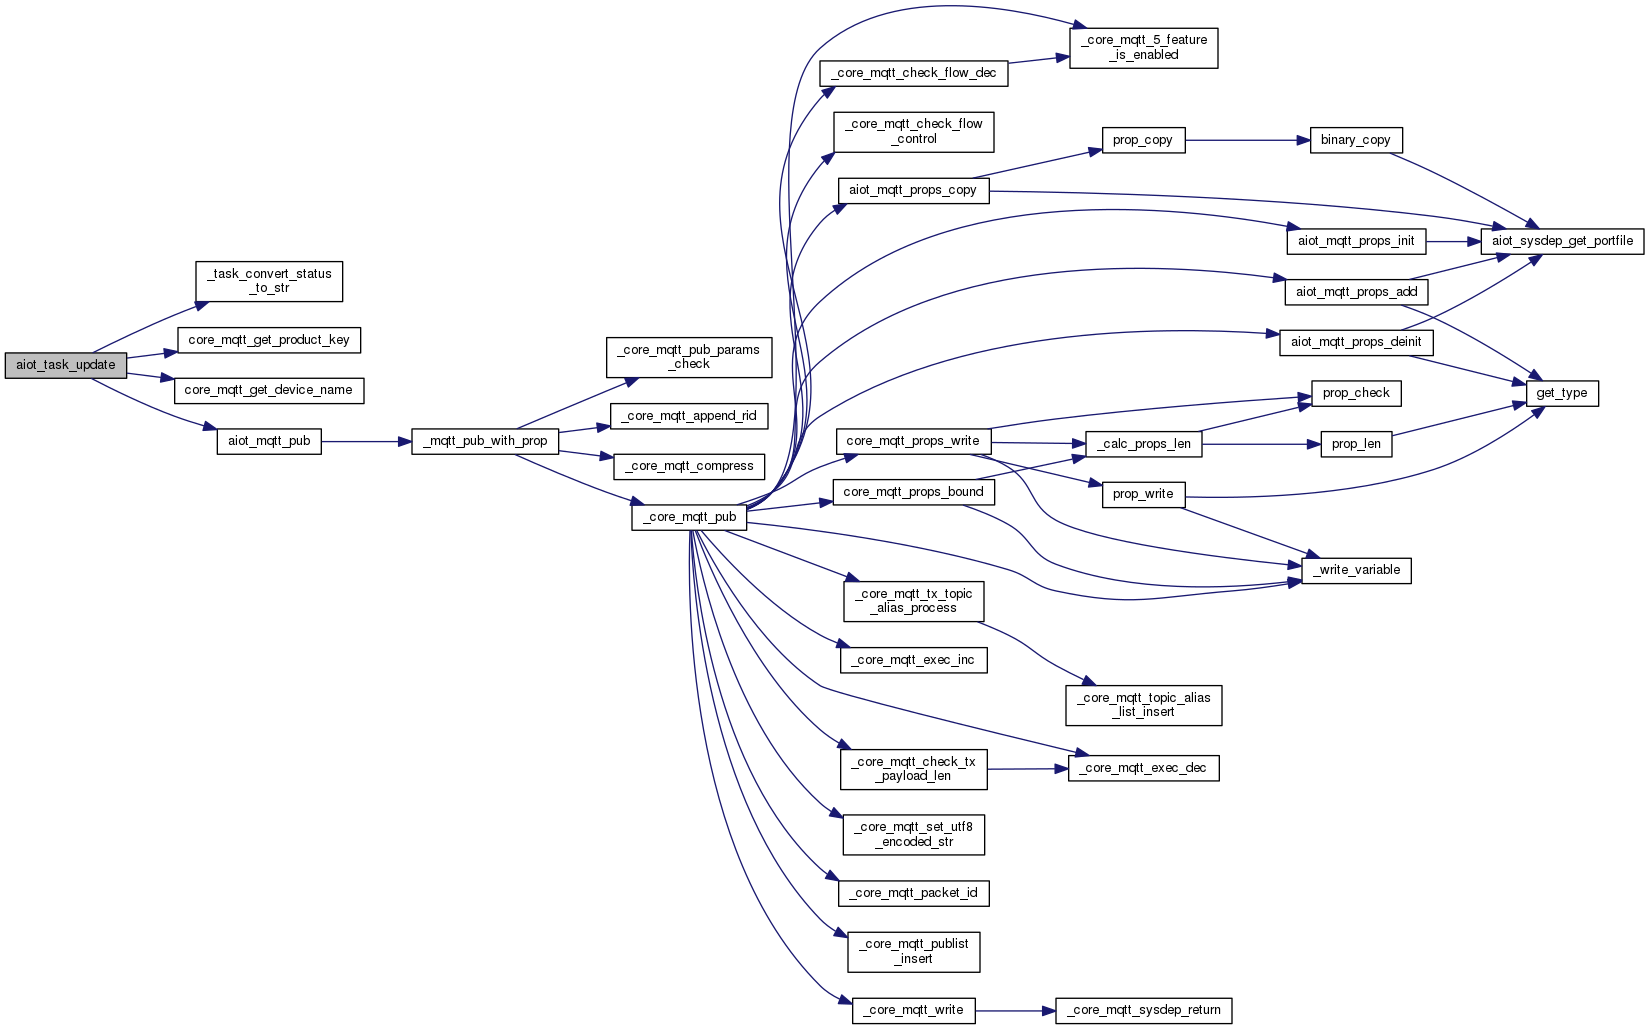 aiot_task_update
_task_convert_status
_to_str
core_mqtt_get_product_key
core_mqtt_get_device_name
aiot_mqtt_pub
_mqtt_pub_with_prop
_core_mqtt_pub_params
_check
_core_mqtt_append_rid
_core_mqtt_compress
_core_mqtt_pub
_core_mqtt_5_feature
_is_enabled
_core_mqtt_check_flow_dec
_core_mqtt_check_flow
_control
aiot_mqtt_props_copy
prop_copy
binary_copy
aiot_sysdep_get_portfile
aiot_mqtt_props_init
aiot_mqtt_props_add
aiot_mqtt_props_deinit
get_type
prop_check
core_mqtt_props_write
_calc_props_len
prop_len
core_mqtt_props_bound
prop_write
_write_variable
_core_mqtt_tx_topic
_alias_process
_core_mqtt_exec_inc
_core_mqtt_topic_alias
_list_insert
_core_mqtt_check_tx
_payload_len
_core_mqtt_exec_dec
_core_mqtt_set_utf8
_encoded_str
_core_mqtt_packet_id
_core_mqtt_publist
_insert
_core_mqtt_write
_core_mqtt_sysdep_return